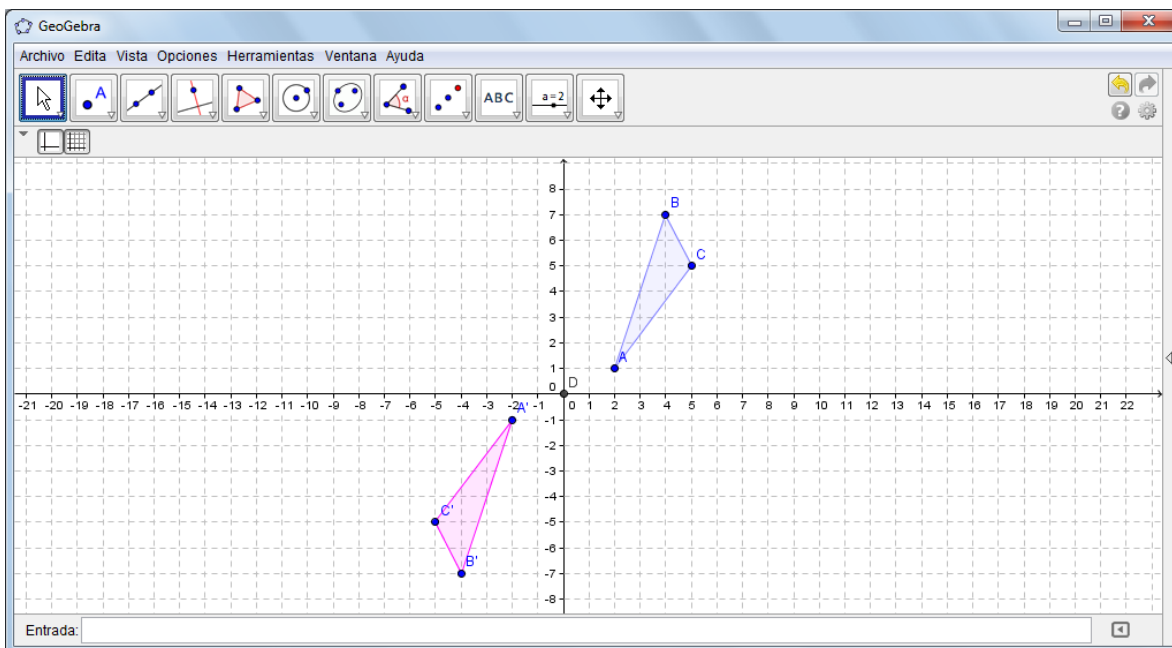 GeoGebra
Archivo Edita Vista Opciones Herramientas Ventana Ayuda
A α ABC a=2
8
B
7
6
C
5
4
3
2
A
1
D
0
-21 -20 -19 -18 -17 -16 -15 -14 -13 -12 -11 -10 -9 -8 -7 -6 -5 -4 -3 -2 A' -1 0 1 2 3 4 5 6 7 8 9 10 11 12 13 14 15 16 17 18 19 20 21 22
-1
-2
-3
-4
C'
-5
-6
B'
-7
-8
Entrada: